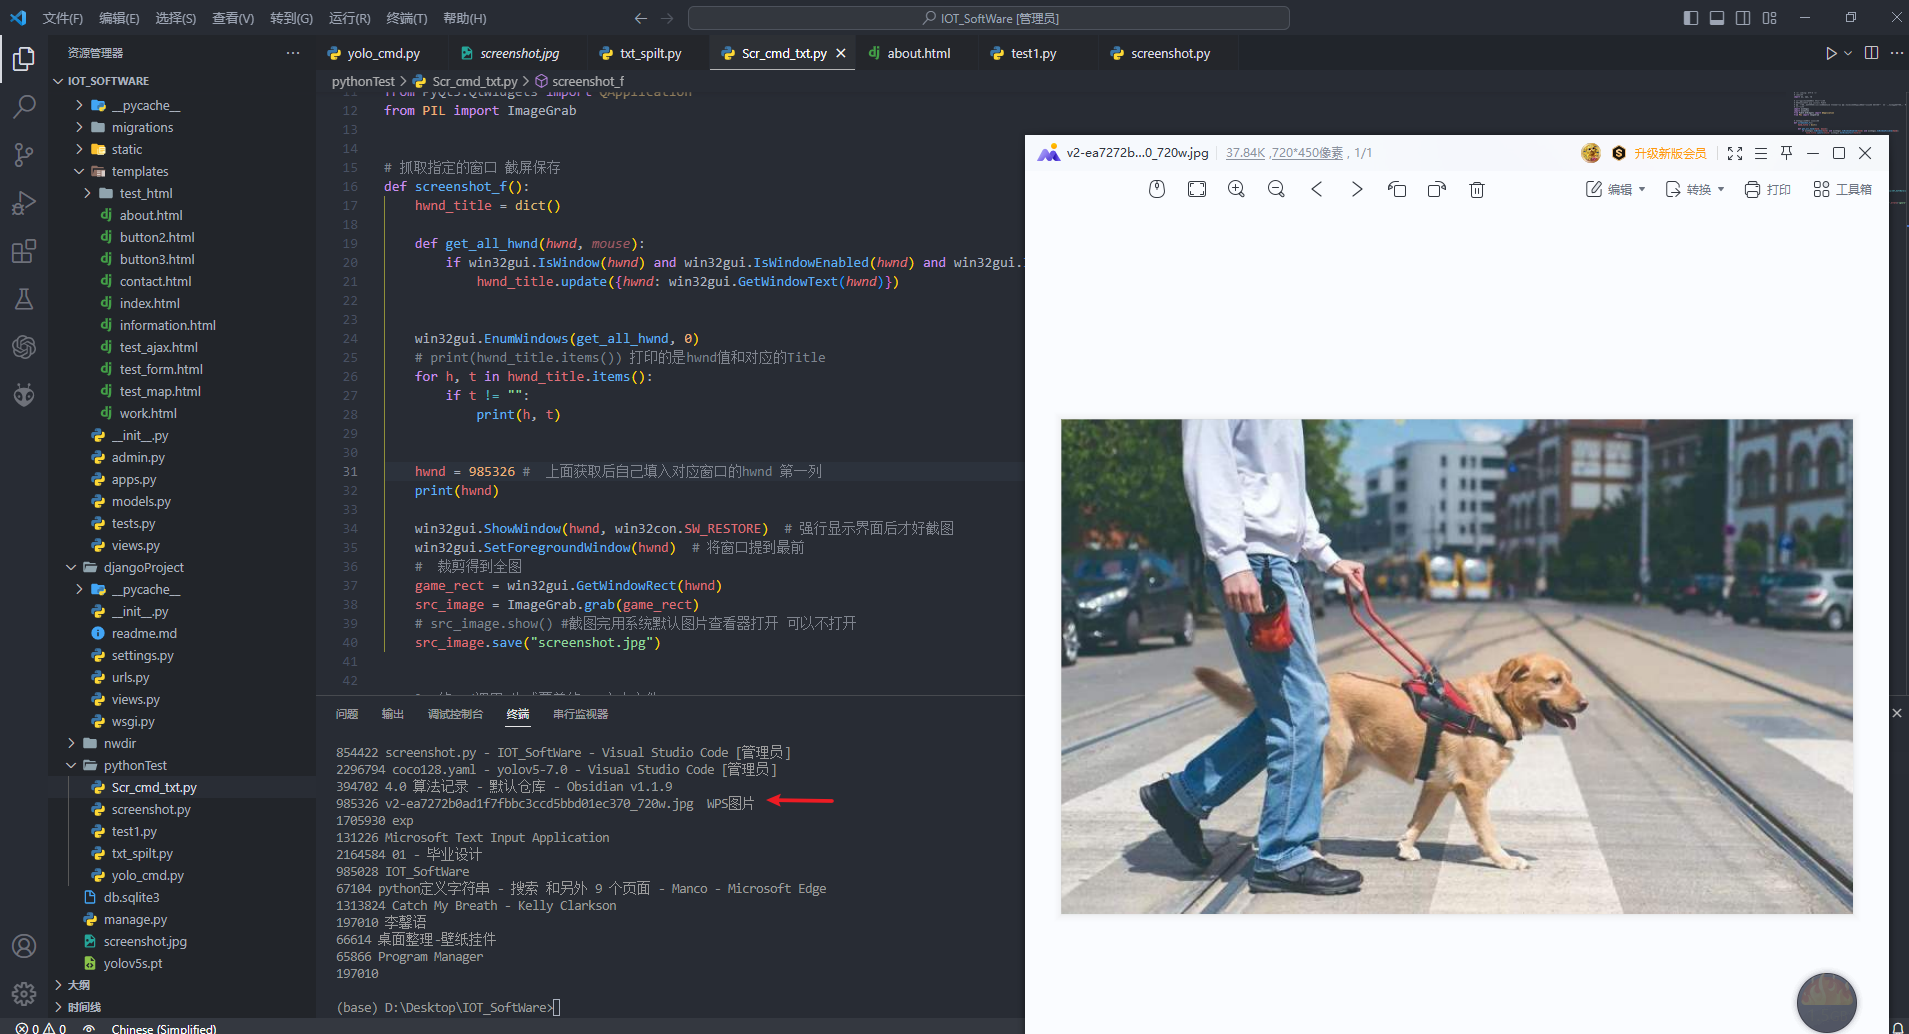 文件(F) 编辑(E) 选择(S) 查看(V) 转到(G) 运行(R) 终端(T) 帮助(H)
IOT_SoftWare [管理员]
资源管理器
yolo_cmd.py screenshot.jpg txt_spilt.py Scr_cmd_txt.py about.html test1.py screenshot.py
pythonTest > Scr_cmd_txt.py > screenshot_f
IOT_SOFTWARE
__pycache__
migrations
static
templates
test_html
about.html
button2.html
button3.html
contact.html
index.html
information.html
test_ajax.html
test_form.html
test_map.html
work.html
__init__.py
admin.py
apps.py
models.py
tests.py
views.py
djangoProject
__pycache__
__init__.py
readme.md
settings.py
urls.py
views.py
wsgi.py
nwdir
pythonTest
Scr_cmd_txt.py
screenshot.py
test1.py
txt_spilt.py
yolo_cmd.py
db.sqlite3
manage.py
screenshot.jpg
yolov5s.pt
大纲
时间线
11 from PyQt5.QtWidgets import QApplication
12 from PIL import ImageGrab
13
14
15 # 抓取指定的窗口 截屏保存
16 def screenshot_f():
17 hwnd_title = dict()
18
19 def get_all_hwnd(hwnd, mouse):
20 if win32gui.IsWindow(hwnd) and win32gui.IsWindowEnabled(hwnd) and win32gui.
21 hwnd_title.update({hwnd: win32gui.GetWindowText(hwnd)})
22
23
24 win32gui.EnumWindows(get_all_hwnd, 0)
25 # print(hwnd_title.items()) 打印的是hwnd值和对应的Title
26 for h, t in hwnd_title.items():
27 if t != "":
28 print(h, t)
29
30
31 hwnd = 985326 # 上面获取后自己填入对应窗口的hwnd 第一列
32 print(hwnd)
33
34 win32gui.ShowWindow(hwnd, win32con.SW_RESTORE) # 强行显示界面后才好截图
35 win32gui.SetForegroundWindow(hwnd) # 将窗口提到最前
36 # 裁剪得到全图
37 game_rect = win32gui.GetWindowRect(hwnd)
38 src_image = ImageGrab.grab(game_rect)
39 # src_image.show() #截图完用系统默认图片查看器打开 可以不打开
40 src_image.save("screenshot.jpg")
41
42
问题 输出 调试控制台 终端 串行监视器
854422 screenshot.py - IOT_SoftWare - Visual Studio Code [管理员]
2296794 coco128.yaml - yolov5-7.0 - Visual Studio Code [管理员]
394702 4.0 算法记录 - 默认仓库 - Obsidian v1.1.9
985326 v2-ea7272b0ad1f7fbbc3ccd5bbd01ec370_720w.jpg WPS图片
1705930 exp
131226 Microsoft Text Input Application
2164584 01 - 毕业设计
985028 IOT_SoftWare
67104 python定义字符串 - 搜索 和另外 9 个页面 - Manco - Microsoft Edge
1313824 Catch My Breath - Kelly Clarkson
197010 李馨语
66614 桌面整理-壁纸挂件
65866 Program Manager
197010
(base) D:\Desktop\IOT_SoftWare>
v2-ea7272b...0_720w.jpg 37.84K ,720*450像素 , 1/1 升级新版会员
编辑 转换 打印 工具箱
0 0 Chinese (Simplified)